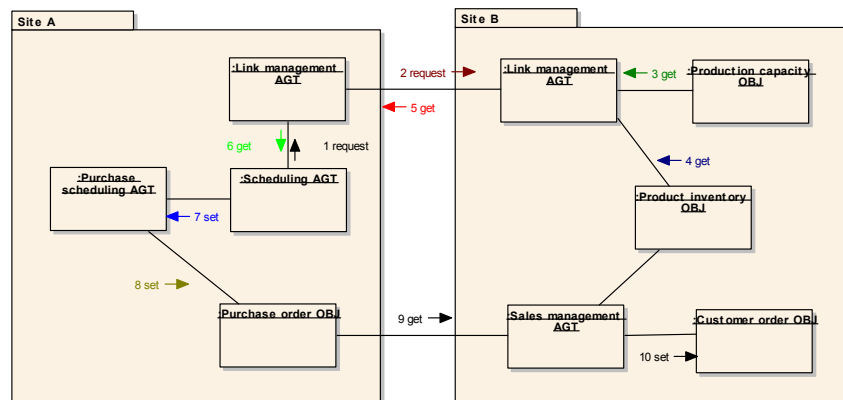 Site A
Site B
:Link management
AGT
2 request
:Link management
AGT
3 get
:Production capacity
OBJ
5 get
6 get
1 request
4 get
:Purchase
scheduling AGT
:Scheduling AGT
7 set
:Product inventory
OBJ
8 set
:Purchase order OBJ
9 get
:Sales management
AGT
:Customer order OBJ
10 set